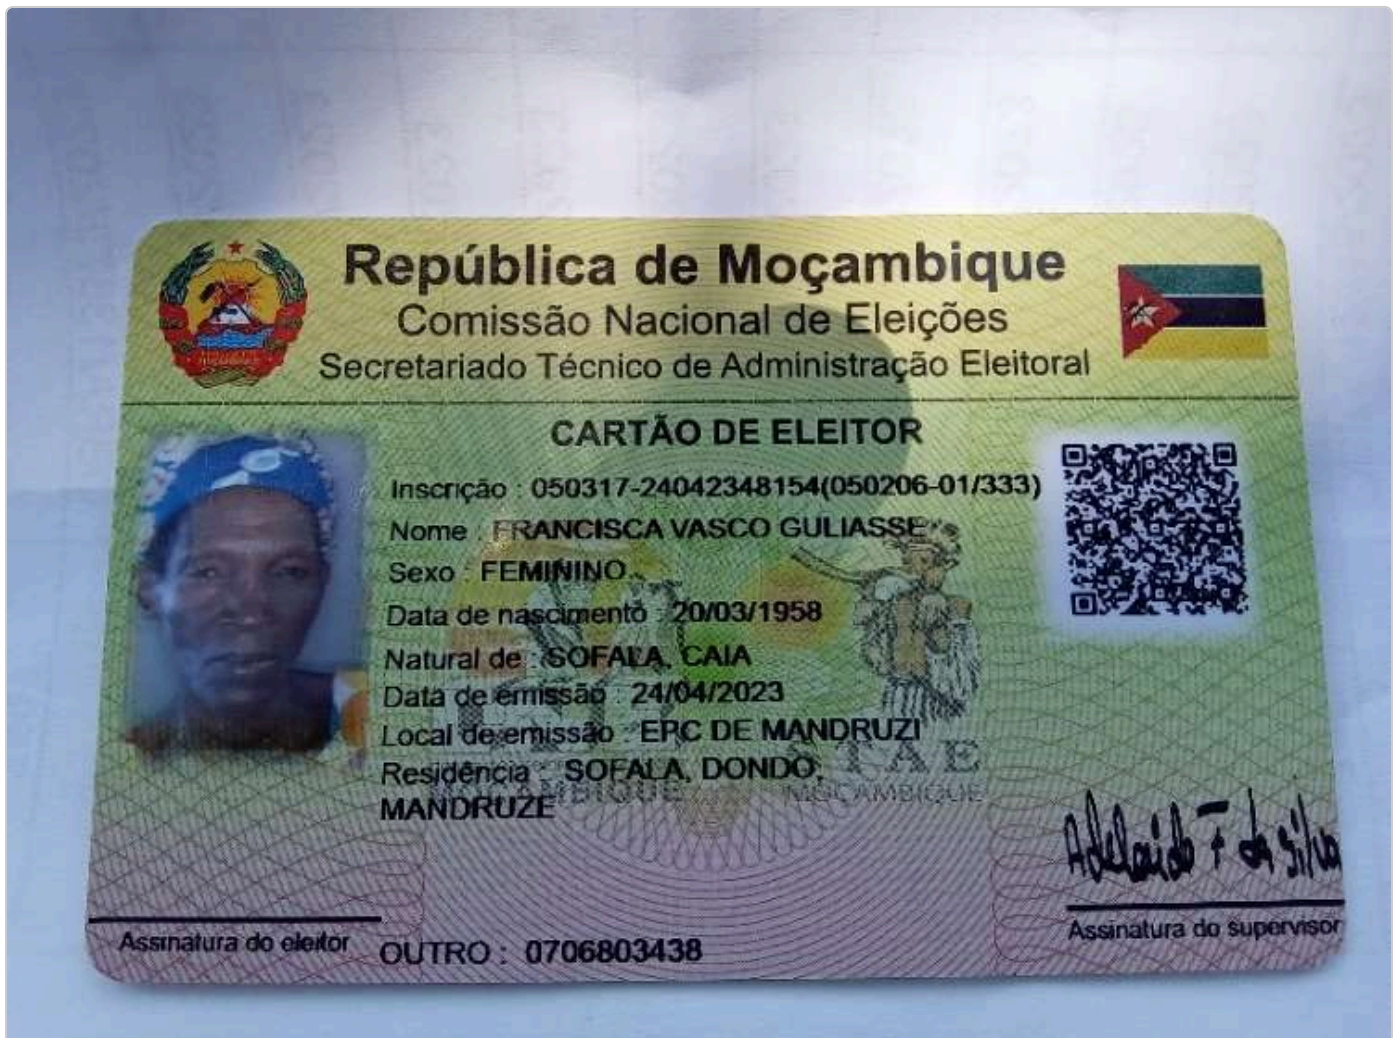 República de Moçambique
Comissão Nacional de Eleições
Secretariado Técnico de Administração Eleitoral
CARTÃO DE ELEITOR
Inscrição : 050317-24042348154(050206-01/333)
Nome : FRANCISCA VASCO GULIASSE
Sexo : FEMININO
Data de nascimento : 20/03/1958
Natural de : SOFALA, CAIA
Data de emissão : 24/04/2023
Local de emissão : EPC DE MANDRUZI
Residência : SOFALA, DONDO,
MANDRUZE
STAE
MOÇAMBIQUE
MOÇAMBIQUE
Adelaide F da Silva
Assinatura do eleitor
OUTRO : 0706803438
Assinatura do supervisor